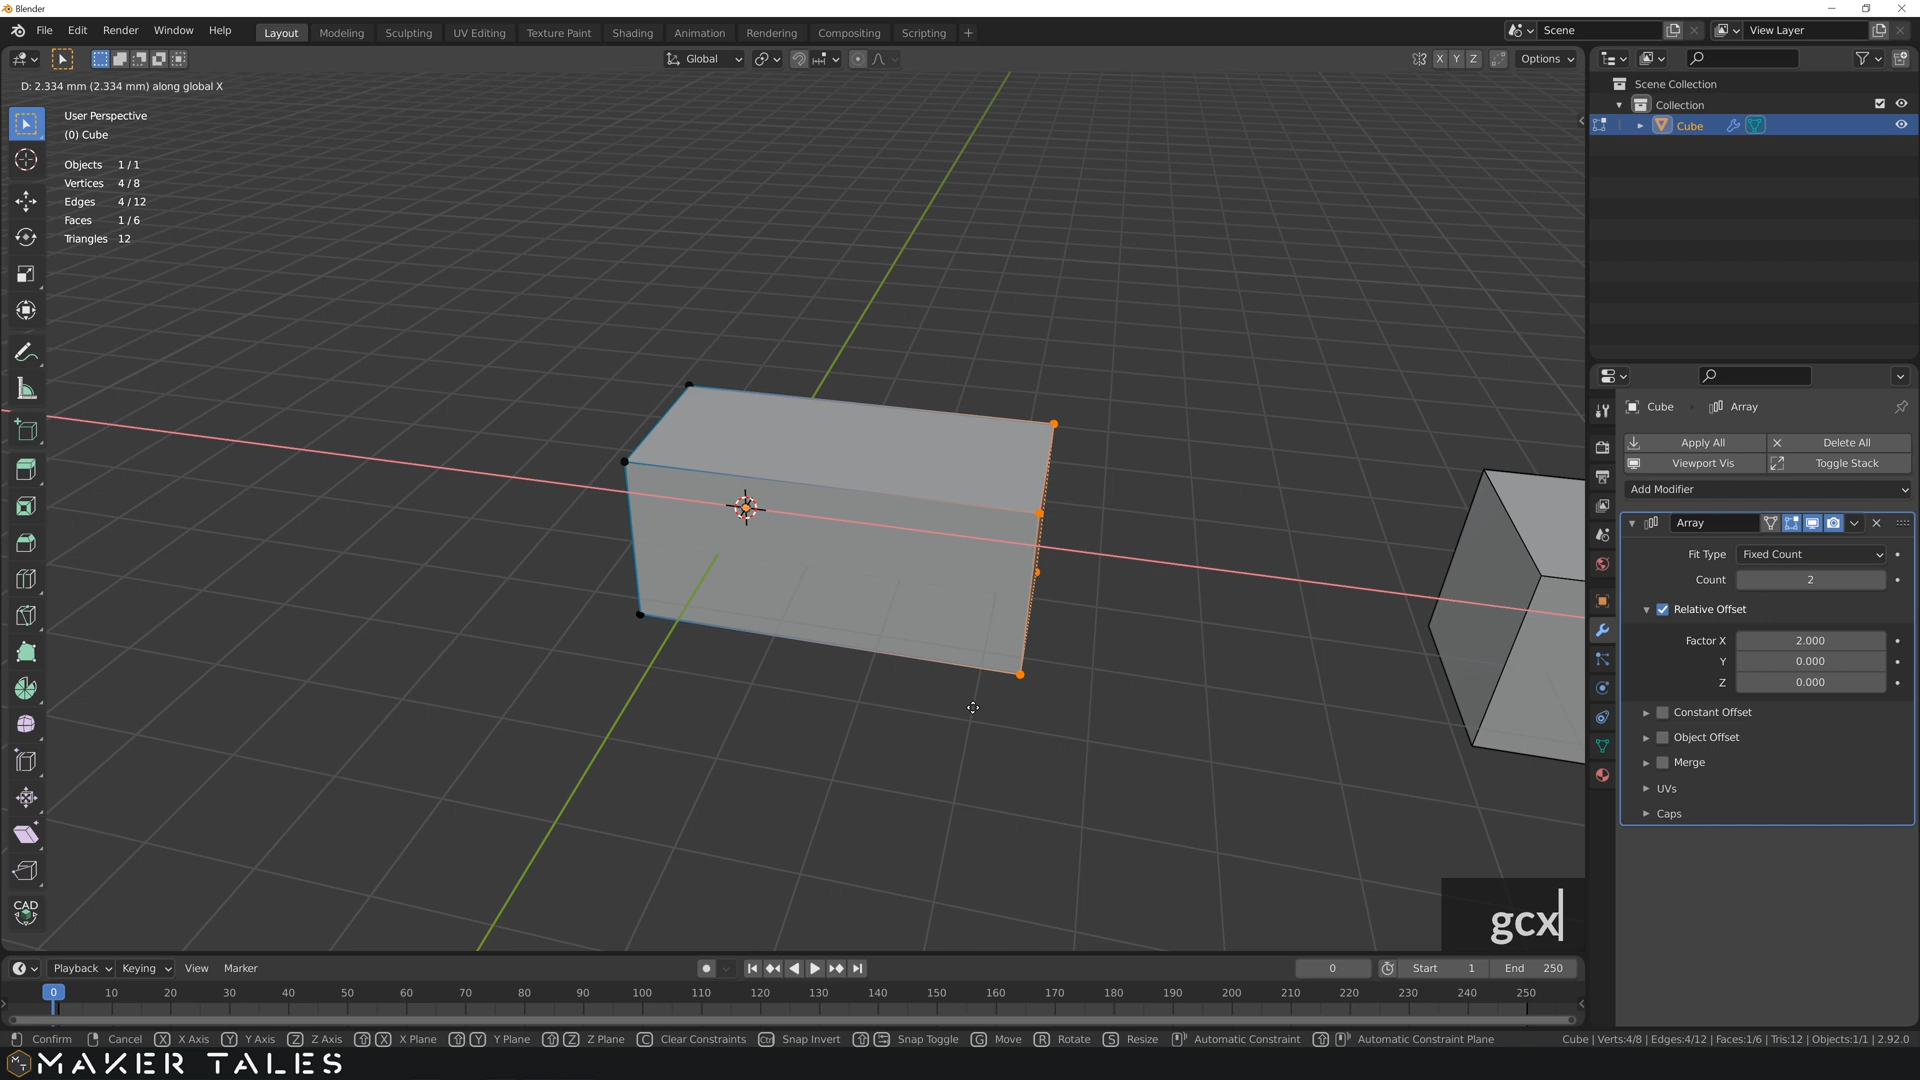 Blender
File Edit Render Window Help
Layout Modeling Sculpting UV Editing Texture Paint Shading Animation Rendering Compositing Scripting +
Scene
View Layer
Global
X Y Z
Options
D: 2.334 mm (2.334 mm) along global X
User Perspective
(0) Cube
Objects 1/1
Vertices 4/8
Edges 4/12
Faces 1/6
Triangles 12
CAD
gcx
Scene Collection
Collection
Cube
Cube Array
Apply All Delete All
Viewport Vis Toggle Stack
Add Modifier
Array
Fit Type Fixed Count
Count 2
Relative Offset
Factor X 2.000
Y 0.000
Z 0.000
Constant Offset
Object Offset
Merge
UVs
Caps
Playback Keying View Marker
0 Start 1 End 250
0 10 20 30 40 50 60 70 80 90 100 110 120 130 140 150 160 170 180 190 200 210 220 230 240 250
Confirm Cancel X X Axis Y Y Axis Z Z Axis X X Plane Y Y Plane Z Z Plane C Clear Constraints Ctrl Snap Invert Snap Toggle G Move R Rotate S Resize Automatic Constraint Automatic Constraint Plane
Cube | Verts:4/8 | Edges:4/12 | Faces:1/6 | Tris:12 | Objects:1/1 | 2.92.0
MAKER TALES